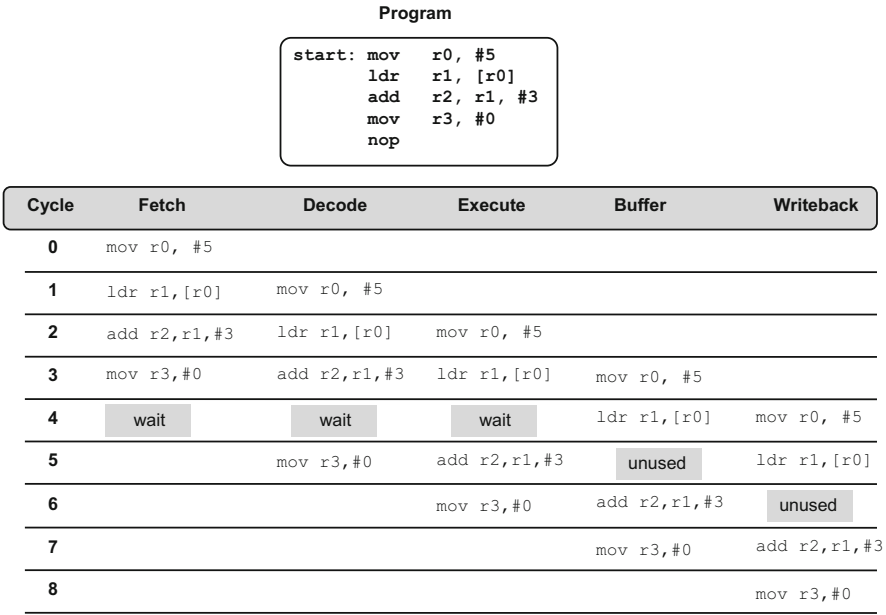 Program
start: mov r0, #5
ldr r1, [r0]
add r2, r1, #3
mov r3, #0
nop
Cycle Fetch Decode Execute Buffer Writeback
0 mov r0, #5
1 ldr r1,[r0] mov r0, #5
2 add r2,r1,#3 ldr r1,[r0] mov r0, #5
3 mov r3,#0 add r2,r1,#3 ldr r1,[r0] mov r0, #5
4 wait wait wait ldr r1,[r0] mov r0, #5
5 mov r3,#0 add r2,r1,#3 unused ldr r1,[r0]
6 mov r3,#0 add r2,r1,#3 unused
7 mov r3,#0 add r2,r1,#3
8 mov r3,#0